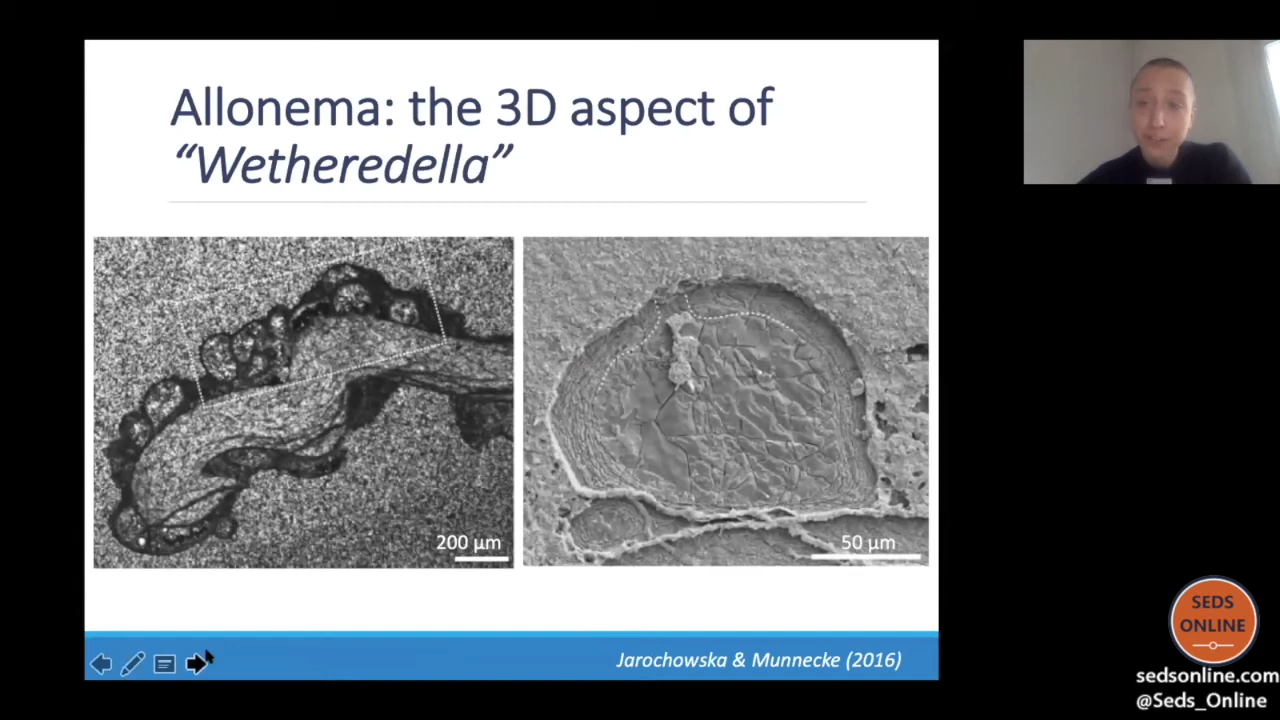 Allonema: the 3D aspect of
“Wetheredella”
200 µm
50 µm
Jarochowska & Munnecke (2016)
SEDS
ONLINE
sedsonline.com
@Seds_Online